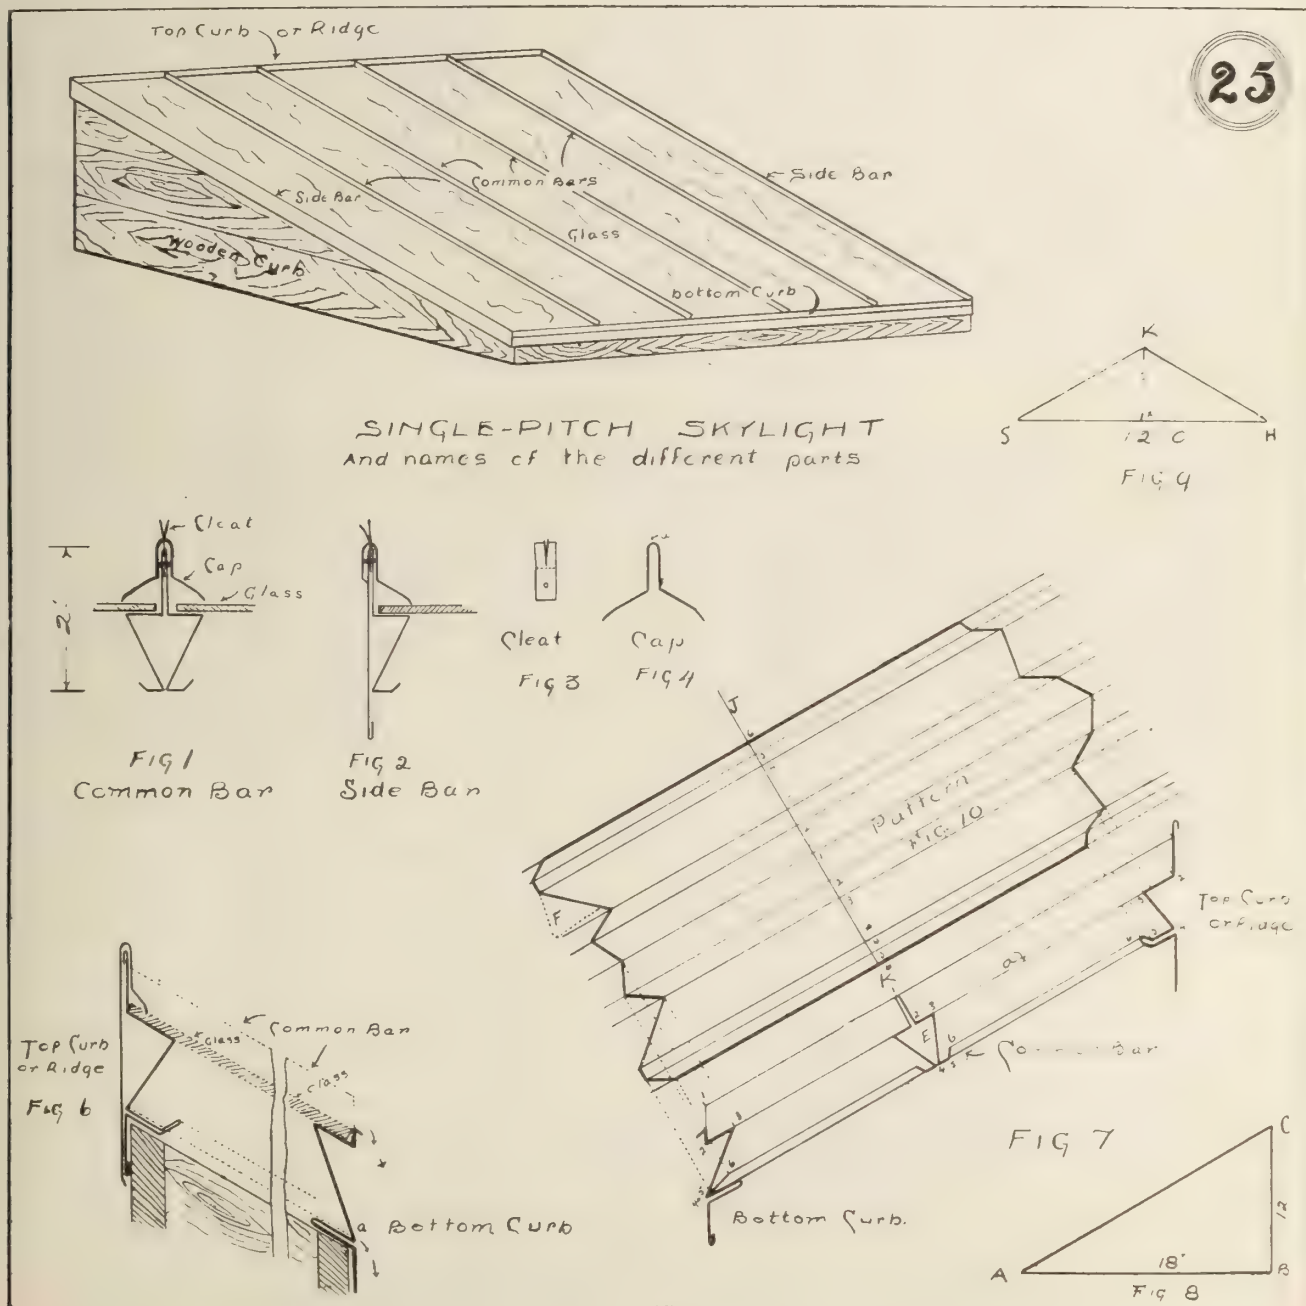 25
Top Curb or Ridge
Side Bar
Common Bars
Side Bar
Glass
Wooden Curb
bottom Curb
SINGLE-PITCH SKYLIGHT
And names of the different parts
K
S
1"
H
12 C
FIG 9
Cleat
Cap
Glass
2"
FIG 1
Common Bar
FIG 2
Side Bar
Cleat
FIG 3
Cap
FIG 4
J
Pattern
FIG 10
F
K
Top Curb
or Ridge
E
Common Bar
FIG 7
Bottom Curb.
Top Curb
or Ridge
FIG 6
Glass
Common Bar
Glass
a
Bottom Curb
C
12
A
18"
B
FIG 8